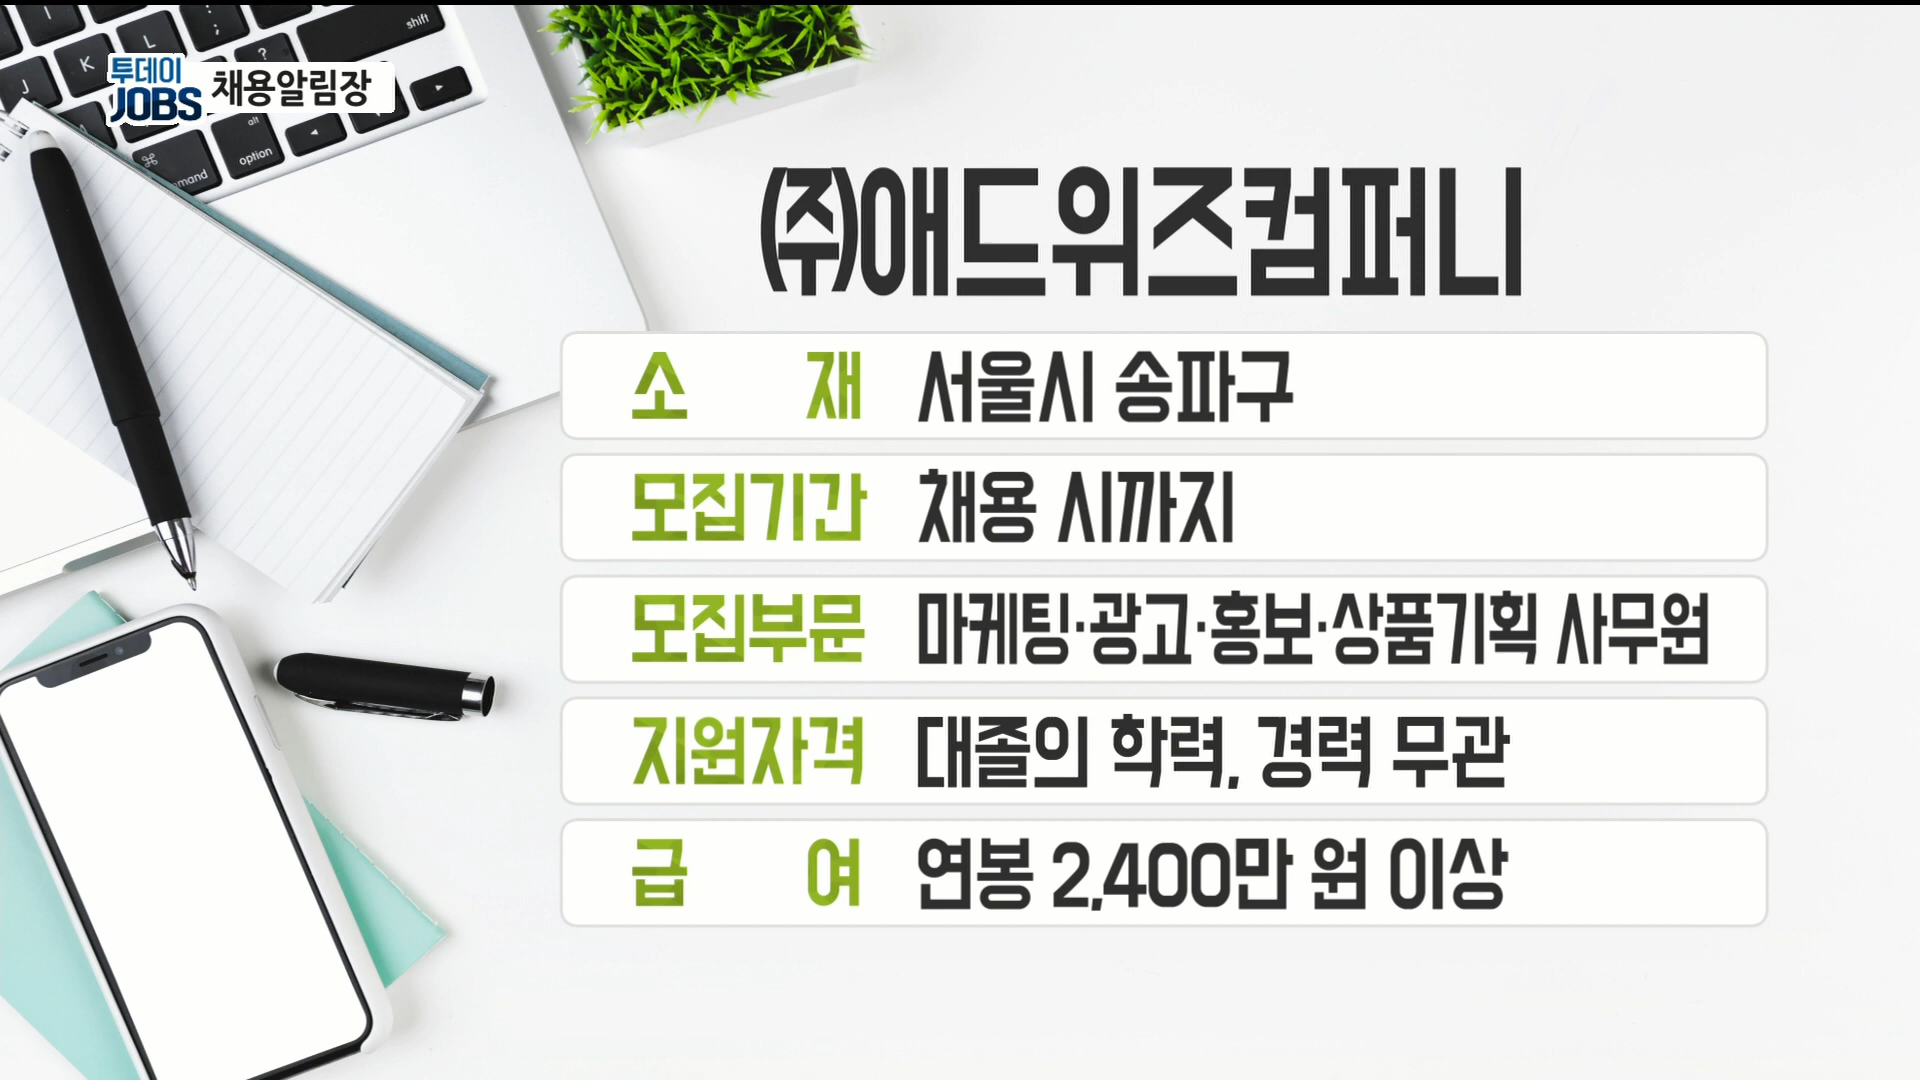 투데이
JOBS 채용알림장
㈜애드위즈컴퍼니
소재 서울시 송파구
모집기간 채용 시까지
모집부문 마케팅·광고·홍보·상품기획 사무원
지원자격 대졸의 학력, 경력 무관
급여 연봉 2,400만 원 이상
shift
L
K
J
?
alt
option
⌘
mmand